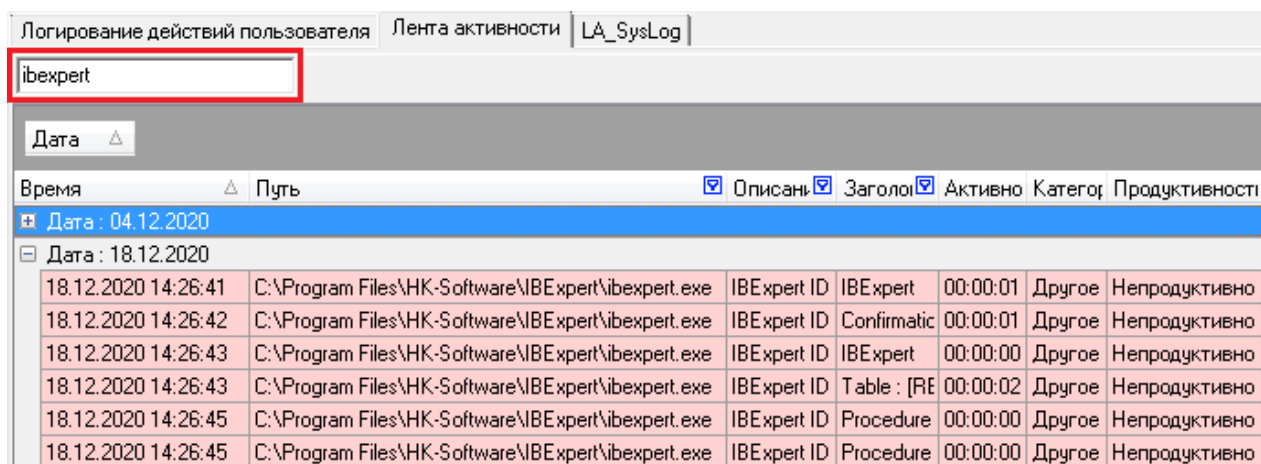 Логирование действий пользователя Лента активности LA_SysLog
ibexpert
Дата
Время Путь Описани Заголов Активно Категор Продуктивность
Дата : 04.12.2020
Дата : 18.12.2020
18.12.2020 14:26:41 C:\Program Files\HK-Software\IBExpert\ibexpert.exe IBExpert ID IBExpert 00:00:01 Другое Непродуктивно
18.12.2020 14:26:42 C:\Program Files\HK-Software\IBExpert\ibexpert.exe IBExpert ID Confirmatic 00:00:01 Другое Непродуктивно
18.12.2020 14:26:43 C:\Program Files\HK-Software\IBExpert\ibexpert.exe IBExpert ID IBExpert 00:00:00 Другое Непродуктивно
18.12.2020 14:26:43 C:\Program Files\HK-Software\IBExpert\ibexpert.exe IBExpert ID Table : [RE 00:00:02 Другое Непродуктивно
18.12.2020 14:26:45 C:\Program Files\HK-Software\IBExpert\ibexpert.exe IBExpert ID Procedure 00:00:00 Другое Непродуктивно
18.12.2020 14:26:45 C:\Program Files\HK-Software\IBExpert\ibexpert.exe IBExpert ID Procedure 00:00:00 Другое Непродуктивно